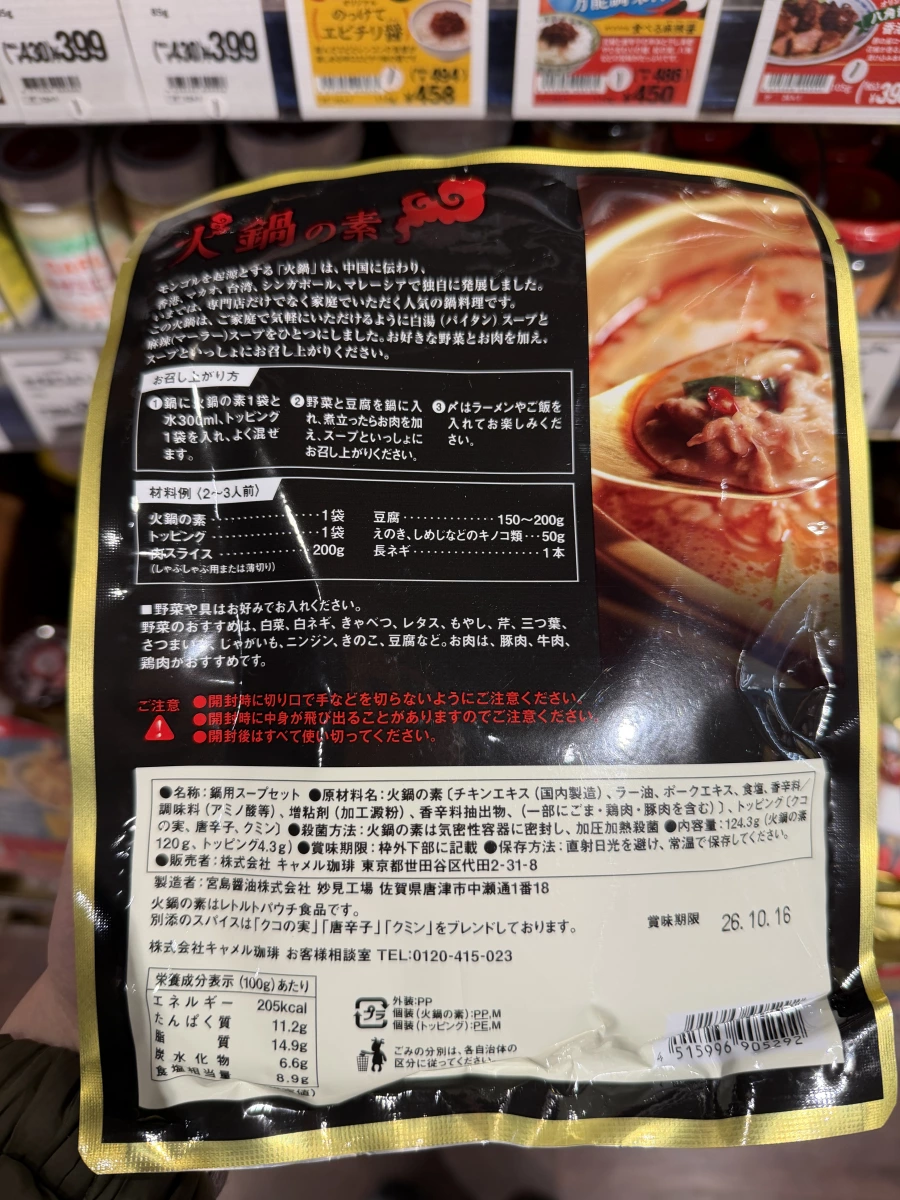 85g
¥399
¥399
のっけて
エビチリ醤
¥458
¥450
食べる麻辣醤
火鍋の素
モンゴルを起源とする「火鍋」は、中国に伝わり、
香港、マカオ、台湾、シンガポール、マレーシアで独自に発展しました。
いまでは、専門店だけでなく家庭でいただく人気の鍋料理です。
この火鍋は、ご家庭で気軽にいただけるように白湯（パイタン）スープと
麻辣(マーラー)スープをひとつにしました。お好きな野菜とお肉を加え、
スープといっしょにお召し上がりください。
お召し上がり方
①鍋に火鍋の素1袋と
水300ml、トッピング
1袋を入れ、よく混ぜ
ます。
②野菜と豆腐を鍋に入
れ、煮立ったらお肉を加
え、スープといっしょに
お召し上がりください。
③〆はラーメンやご飯を
入れてお楽しみくだ
さい。
材料例〈2～3人前〉
火鍋の素‥‥‥‥‥1袋
トッピング‥‥‥‥‥1袋
肉スライス‥‥‥‥‥200g
(しゃぶしゃぶ用または薄切り)
豆腐‥‥‥‥‥150～200g
えのき、しめじなどのキノコ類‥‥50g
長ネギ‥‥‥‥‥1本
■野菜や具はお好みでお入れください。
野菜のおすすめは、白菜、白ネギ、きゃべつ、レタス、もやし、芹、三つ葉、
さつまいも、じゃがいも、ニンジン、きのこ、豆腐など。お肉は、豚肉、牛肉、
鶏肉がおすすめです。
ご注意
●開封時に切り口で手などを切らないようにご注意ください。
●開封時に中身が飛び出ることがありますのでご注意ください。
●開封後はすべて使い切ってください。
●名称：鍋用スープセット ●原材料名：火鍋の素〔チキンエキス（国内製造）、ラー油、ポークエキス、食塩、香辛料／
調味料（アミノ酸等）、増粘剤（加工澱粉）、香辛料抽出物、（一部にごま・鶏肉・豚肉を含む）〕、トッピング〔クコ
の実、唐辛子、クミン〕 ●殺菌方法：火鍋の素は気密性容器に密封し、加圧加熱殺菌 ●内容量：124.3g（火鍋の素
120g、トッピング4.3g） ●賞味期限：枠外下部に記載 ●保存方法：直射日光を避け、常温で保存してください。
●販売者：株式会社 キャメル珈琲 東京都世田谷区代田2-31-8
製造者：宮島醤油株式会社 妙見工場 佐賀県唐津市中瀬通1番18
火鍋の素はレトルトパウチ食品です。
別添のスパイスは「クコの実」「唐辛子」「クミン」をブレンドしております。
賞味期限 26.10.16
株式会社キャメル珈琲 お客様相談室 TEL:0120-415-023
栄養成分表示(100g)あたり
エネルギー 205kcal
たんぱく質 11.2g
脂質 14.9g
炭水化物 6.6g
食塩相当量 8.9g
プラ
外装:PP
個装(火鍋の素):PP,M
個装(トッピング):PE,M
ごみの分別は、各自治体の
区分に従ってください。
4 515996 905292